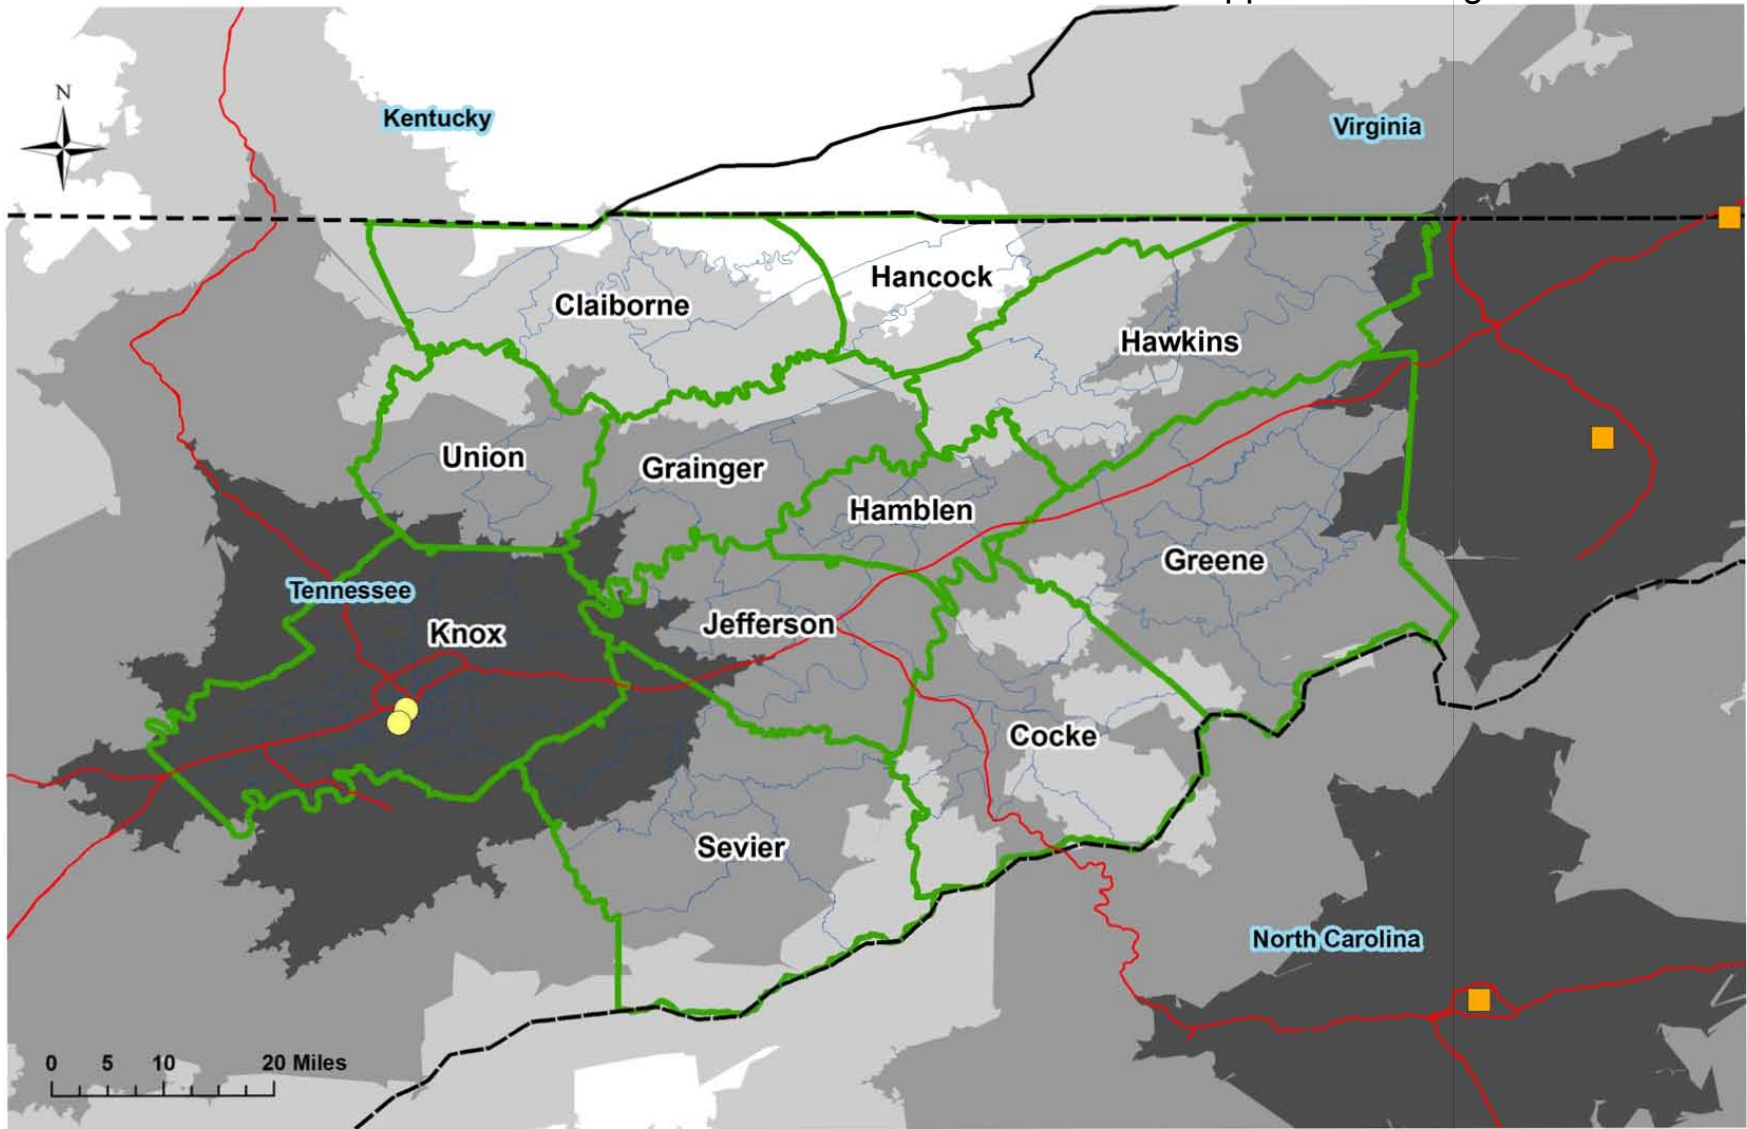 N
Kentucky
Virginia
Hancock
Claiborne
Hawkins
Union
Grainger
Hamblen
Greene
Tennessee
Knox
Jefferson
Cocke
Sevier
North Carolina
0 5 10 20 Miles